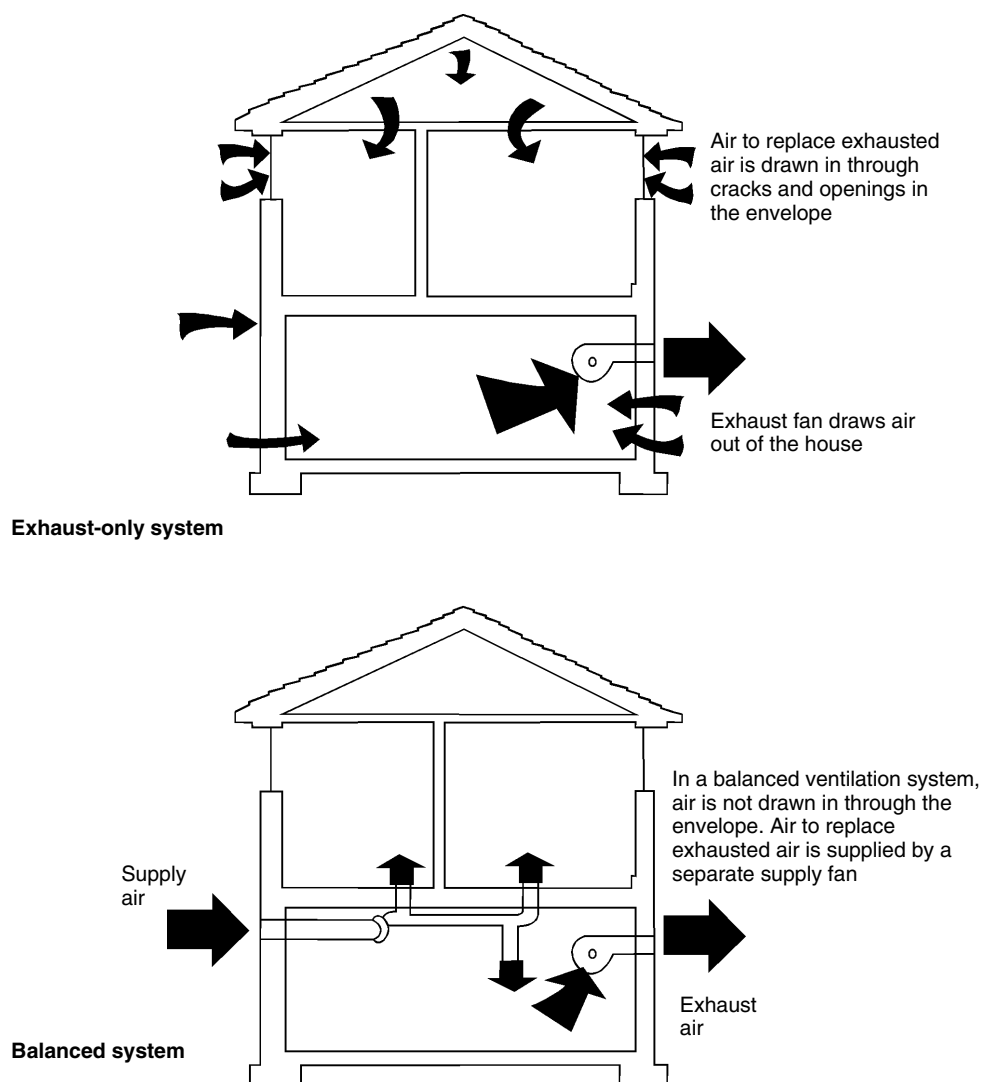 Air to replace exhausted
air is drawn in through
cracks and openings in
the envelope
Exhaust fan draws air
out of the house
Exhaust-only system
In a balanced ventilation system,
air is not drawn in through the
envelope. Air to replace
exhausted air is supplied by a
separate supply fan
Supply
air
Exhaust
air
Balanced system